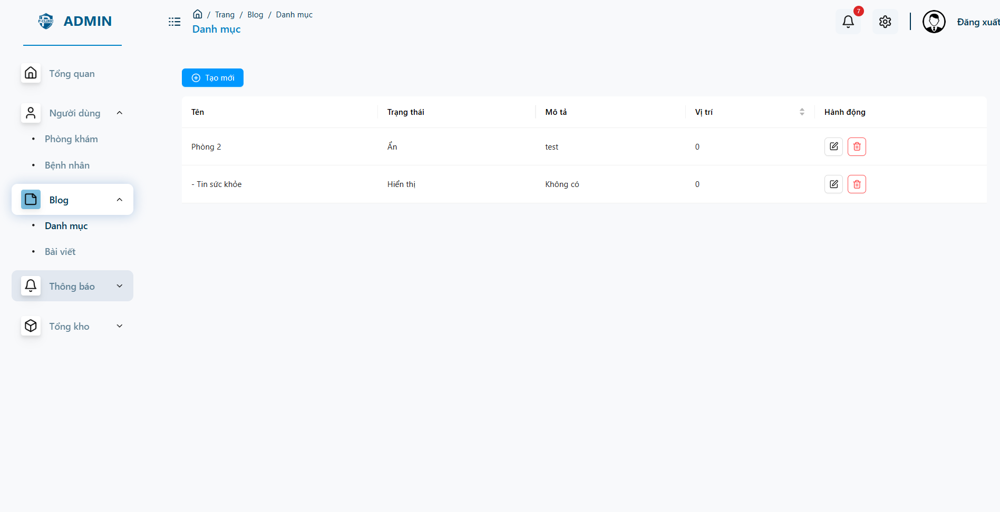 P-CLINIC
ADMIN
/ Trang / Blog / Danh mục
Danh mục
7
Đăng xuất
Tổng quan
Người dùng
• Phòng khám
• Bệnh nhân
Blog
• Danh mục
• Bài viết
Thông báo
Tổng kho
Tạo mới
Tên Trạng thái Mô tả Vị trí Hành động
Phòng 2 Ẩn test 0
- Tin sức khỏe Hiển thị Không có 0